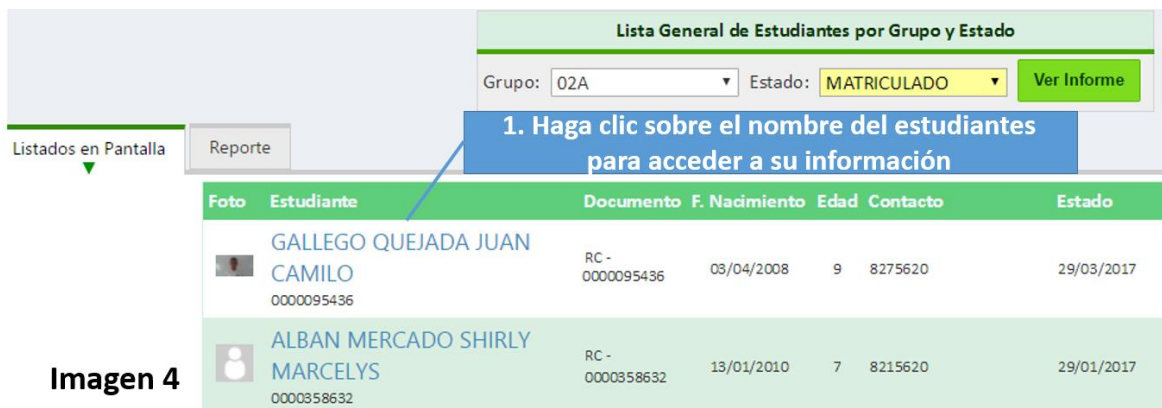 Lista General de Estudiantes por Grupo y Estado
Grupo: 02A Estado: MATRICULADO Ver Informe
1. Haga clic sobre el nombre del estudiantes
para acceder a su información
Listados en Pantalla Reporte
Foto Estudiante Documento F. Nacimiento Edad Contacto Estado
GALLEGO QUEJADA JUAN
CAMILO
0000095436
RC -
0000095436
03/04/2008 9 8275620 29/03/2017
ALBAN MERCADO SHIRLY
MARCELYS
0000358632
RC -
0000358632
13/01/2010 7 8215620 29/01/2017
Imagen 4